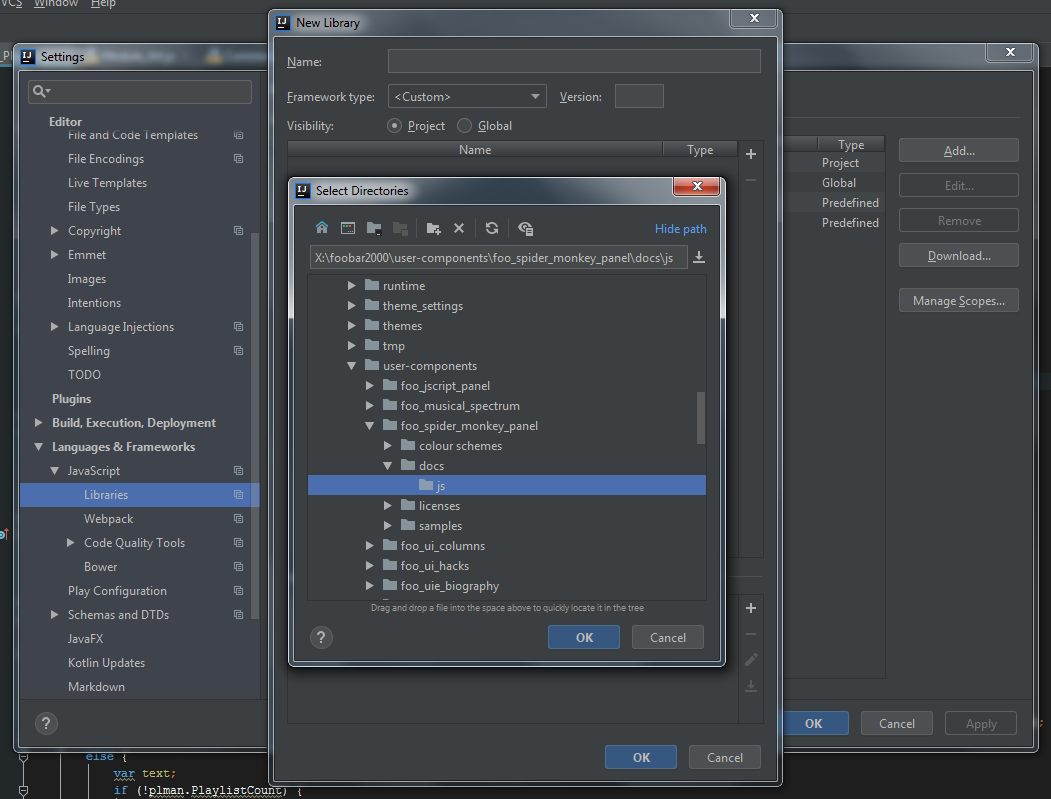 VCS Window Help
Settings
Editor
File and Code Templates
File Encodings
Live Templates
File Types
Copyright
Emmet
Images
Intentions
Language Injections
Spelling
TODO
Plugins
Build, Execution, Deployment
Languages & Frameworks
JavaScript
Libraries
Webpack
Code Quality Tools
Bower
Play Configuration
Schemas and DTDs
JavaFX
Kotlin Updates
Markdown
?
New Library
Name:
Framework type: <Custom> Version:
Visibility: Project Global
Name Type
Select Directories
Hide path
X:\foobar2000\user-components\foo_spider_monkey_panel\docs\js
runtime
theme_settings
themes
tmp
user-components
foo_jscript_panel
foo_musical_spectrum
foo_spider_monkey_panel
colour schemes
docs
js
licenses
samples
foo_ui_columns
foo_ui_hacks
foo_uie_biography
Drag and drop a file into the space above to quickly locate it in the tree
? OK Cancel
OK Cancel
Type
Project
Global
Predefined
Predefined
Add...
Edit...
Remove
Download...
Manage Scopes...
OK Cancel Apply
else {
var text;
if (!plman.PlaylistCount) {